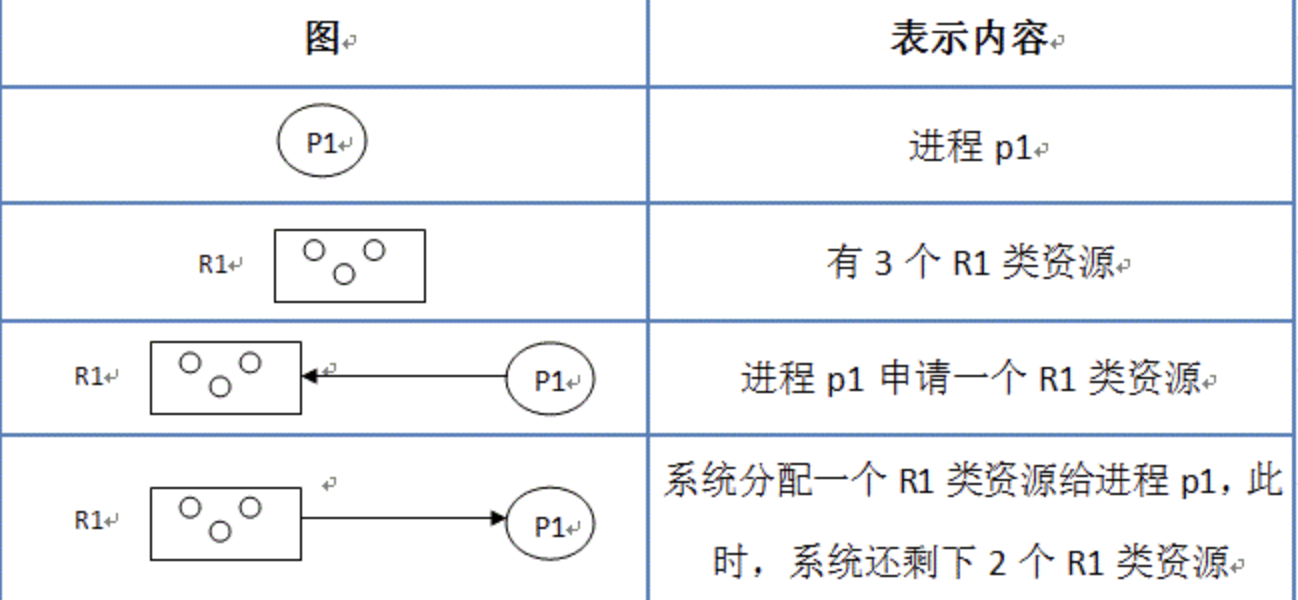 图 表示内容
P1 进程 p1
R1 有 3 个 R1 类资源
R1 P1 进程 p1 申请一个 R1 类资源
R1 P1 系统分配一个 R1 类资源给进程 p1，此
时，系统还剩下 2 个 R1 类资源